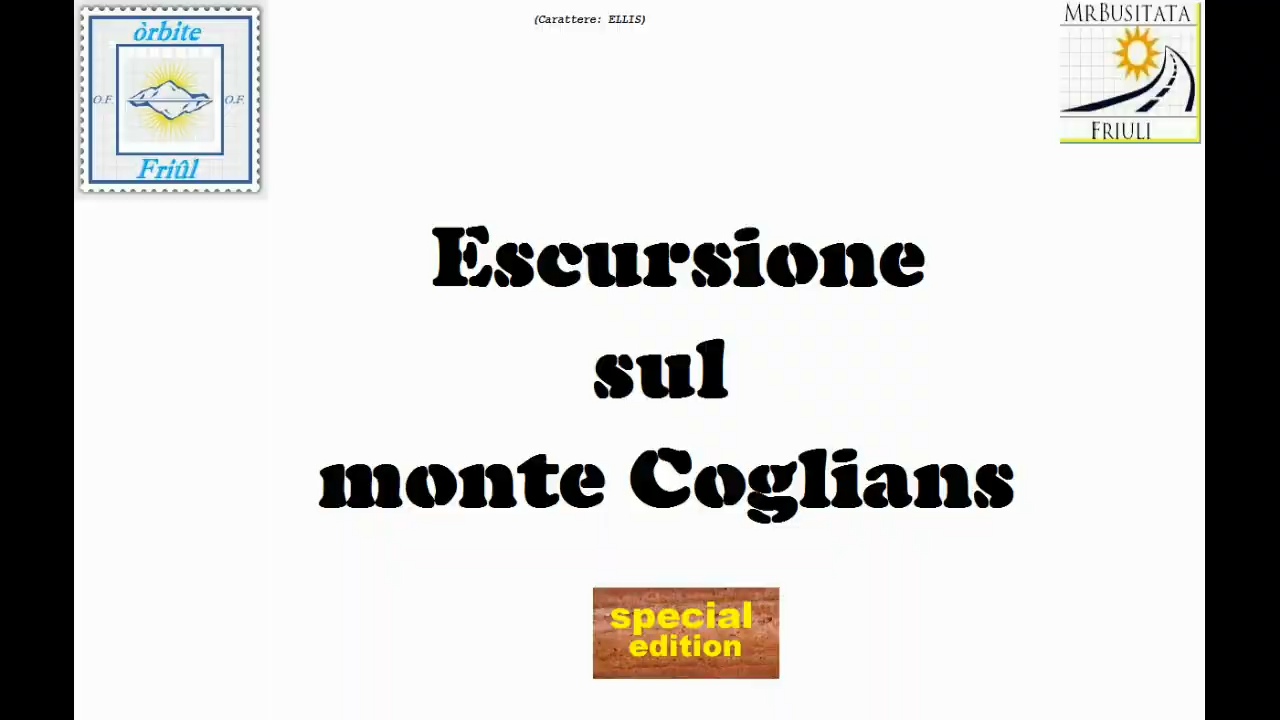 òrbite
O.F.
O.F.
Friûl
(Carattere: ELLIS)
MRBUSITATA
FRIULI
Escursione
sul
monte Coglians
special
edition